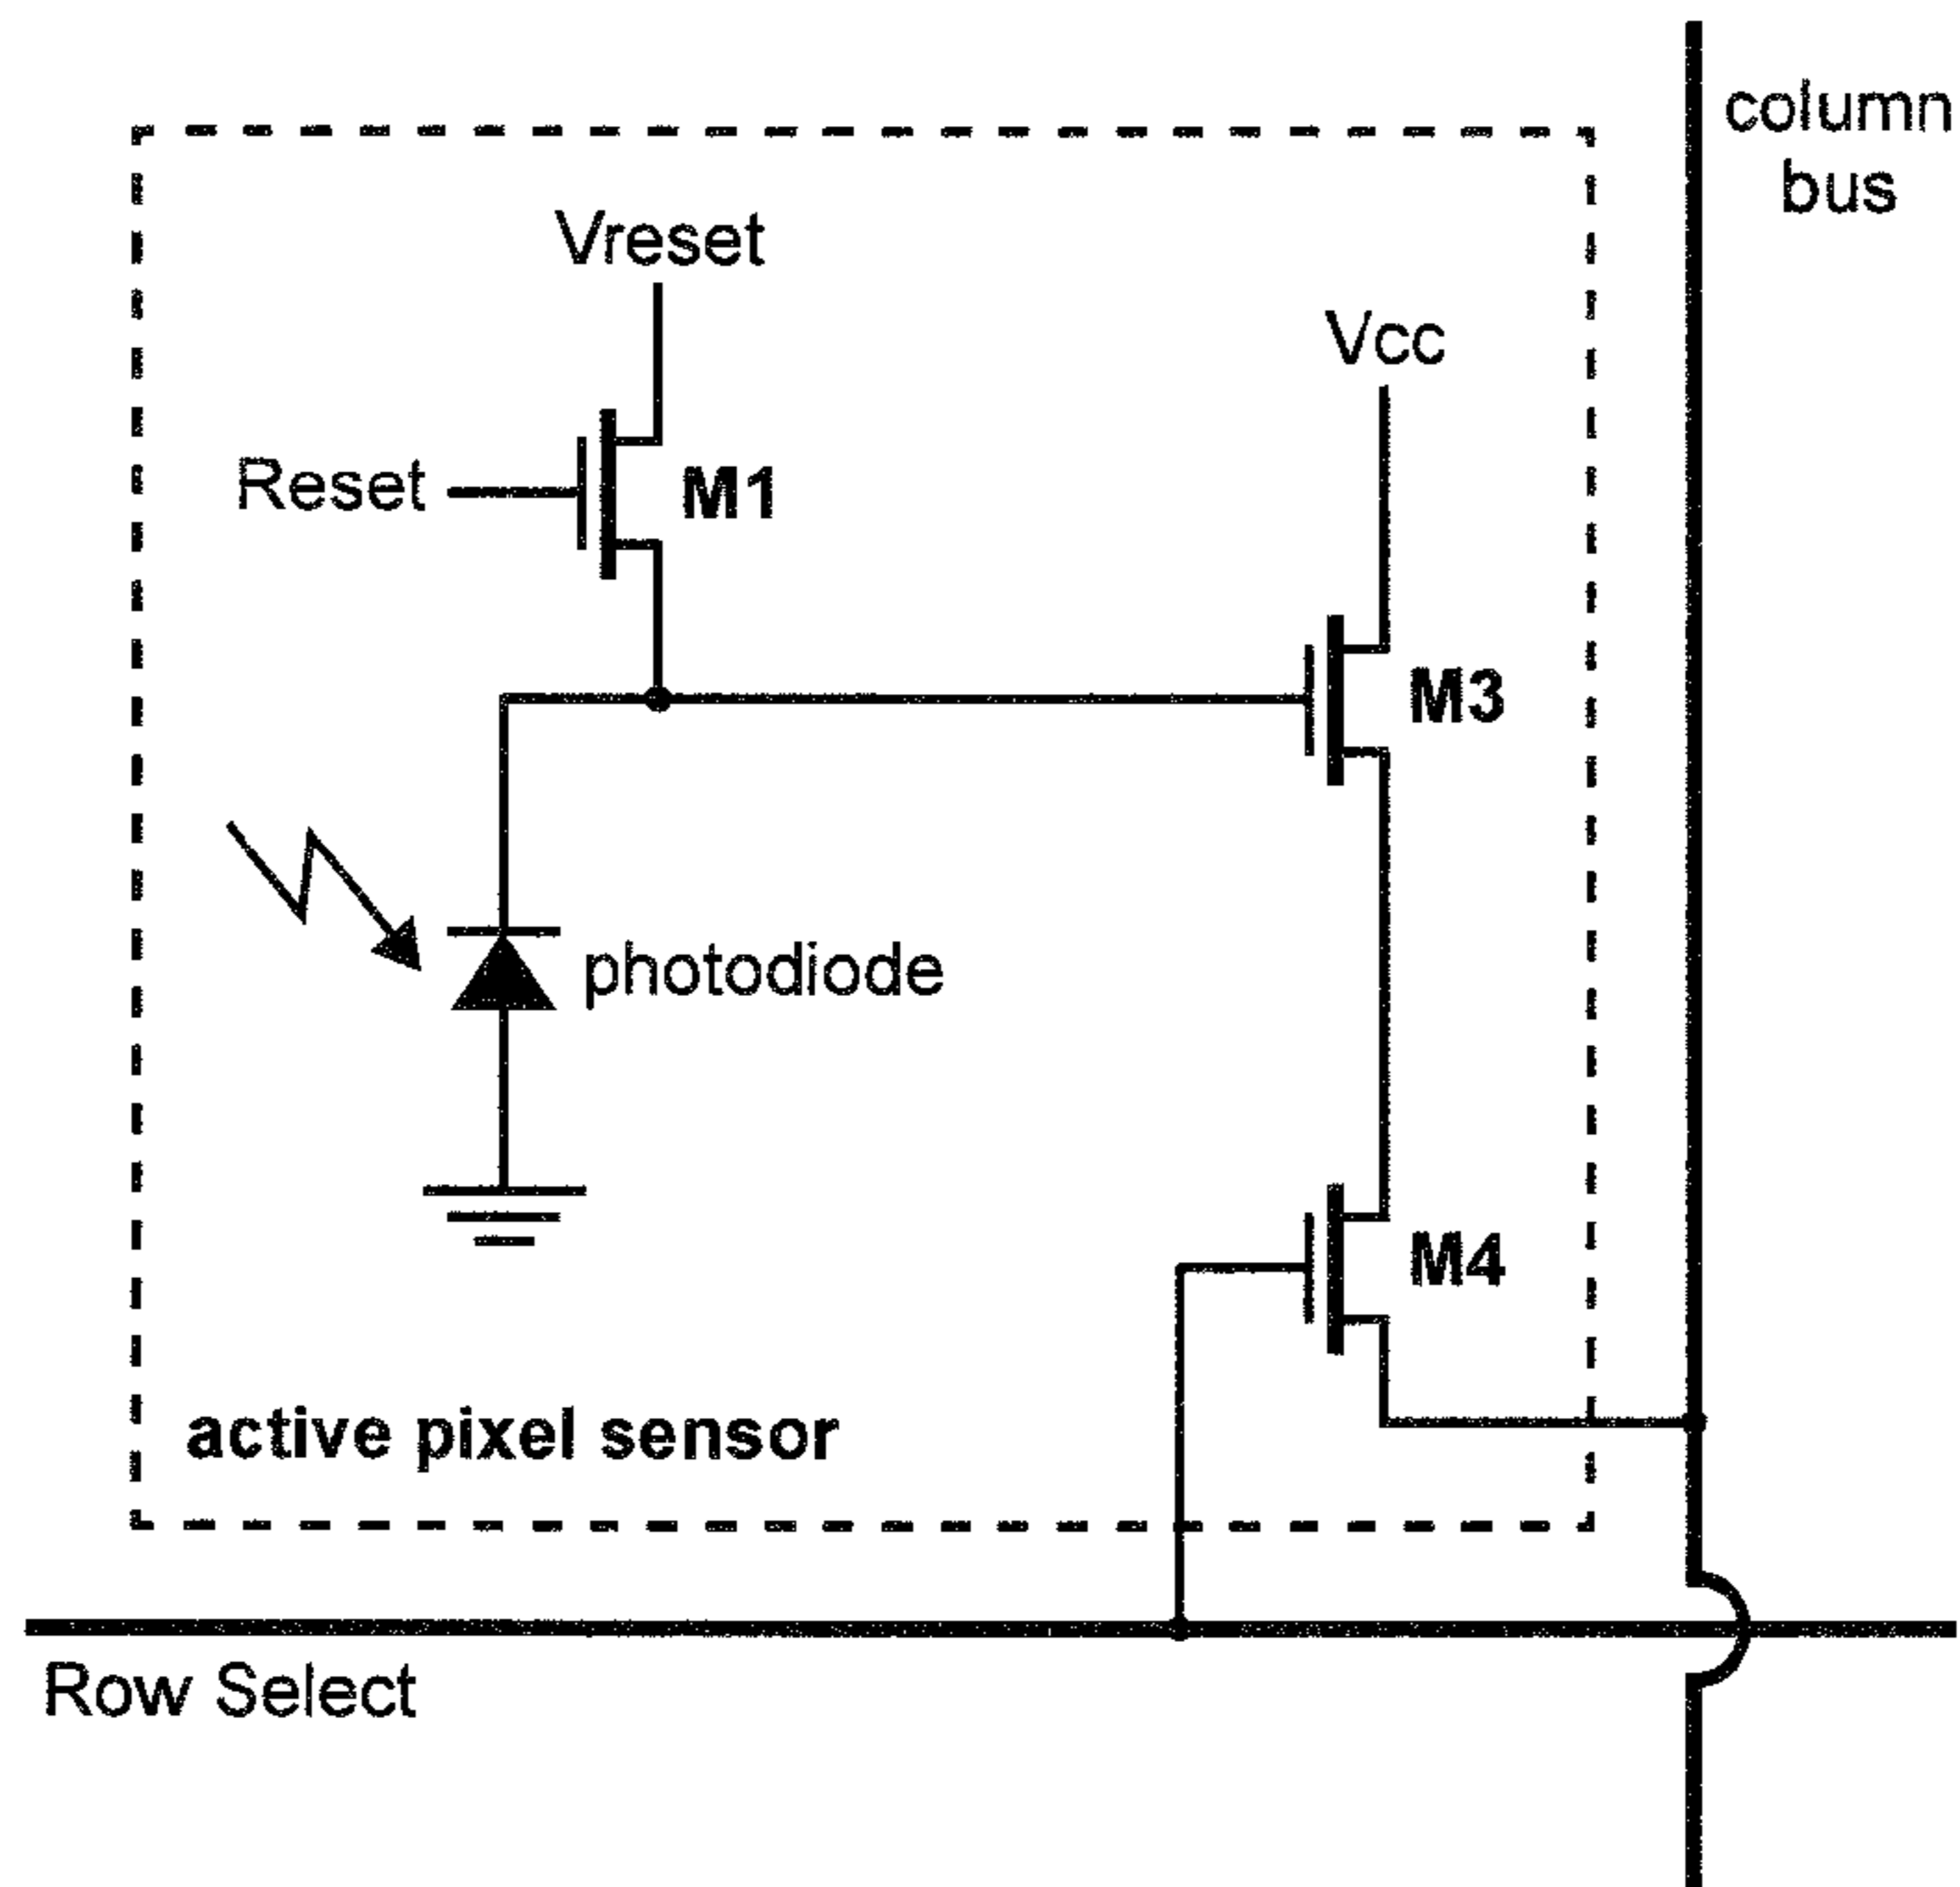 column
bus
Vreset
Vcc
Reset
M1
M3
photodiode
M4
active pixel sensor
Row Select